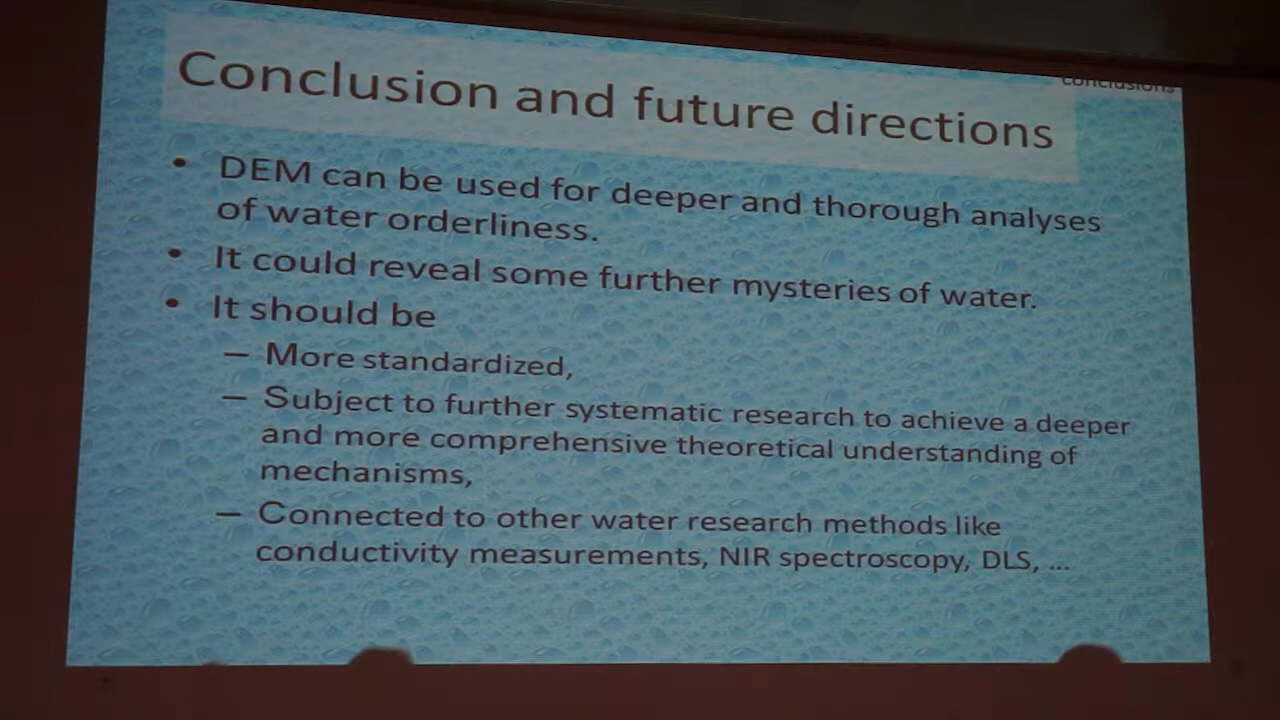 conclusions
Conclusion and future directions
• DEM can be used for deeper and thorough analyses
of water orderliness.
• It could reveal some further mysteries of water.
• It should be
– More standardized,
– Subject to further systematic research to achieve a deeper
and more comprehensive theoretical understanding of
mechanisms,
– Connected to other water research methods like
conductivity measurements, NIR spectroscopy, DLS, ...